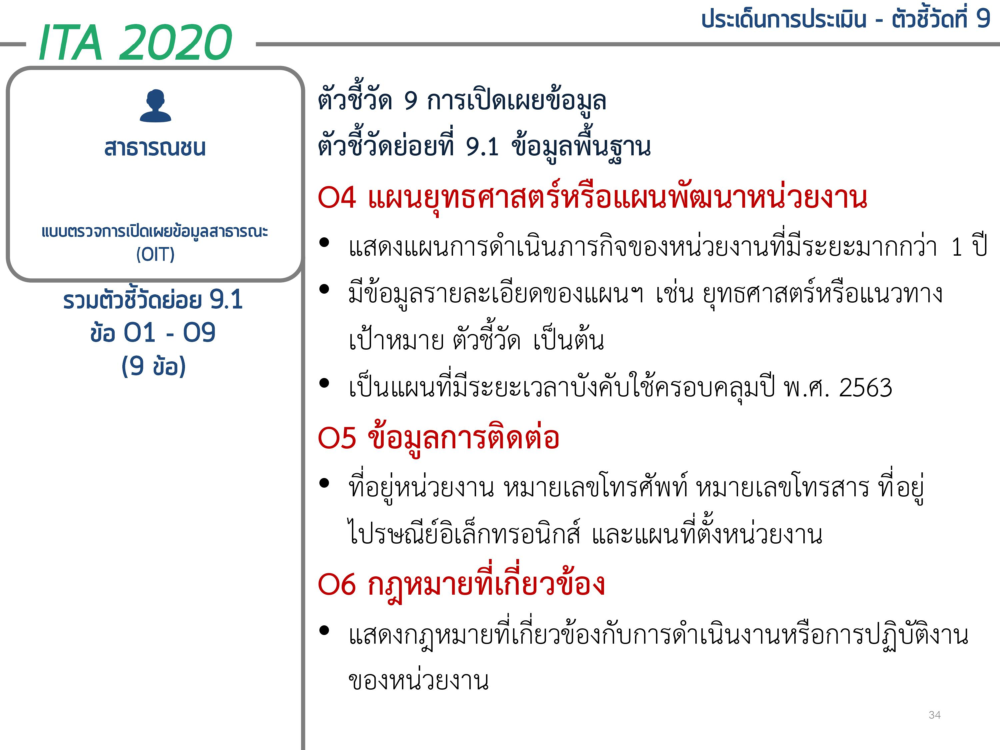 ประเด็นการประเมิน - ตัวชี้วัดที่ 9
ITA 2020
สาธารณชน
แบบตรวจการเปิดเผยข้อมูลสาธารณะ
(OIT)
รวมตัวชี้วัดย่อย 9.1
ข้อ O1 - O9
(9 ข้อ)
ตัวชี้วัด 9 การเปิดเผยข้อมูล
ตัวชี้วัดย่อยที่ 9.1 ข้อมูลพื้นฐาน
O4 แผนยุทธศาสตร์หรือแผนพัฒนาหน่วยงาน
• แสดงแผนการดำเนินภารกิจของหน่วยงานที่มีระยะมากกว่า 1 ปี
• มีข้อมูลรายละเอียดของแผนฯ เช่น ยุทธศาสตร์หรือแนวทาง
เป้าหมาย ตัวชี้วัด เป็นต้น
• เป็นแผนที่มีระยะเวลาบังคับใช้ครอบคลุมปี พ.ศ. 2563
O5 ข้อมูลการติดต่อ
• ที่อยู่หน่วยงาน หมายเลขโทรศัพท์ หมายเลขโทรสาร ที่อยู่
ไปรษณีย์อิเล็กทรอนิกส์ และแผนที่ตั้งหน่วยงาน
O6 กฎหมายที่เกี่ยวข้อง
• แสดงกฎหมายที่เกี่ยวข้องกับการดำเนินงานหรือการปฏิบัติงาน
ของหน่วยงาน
34